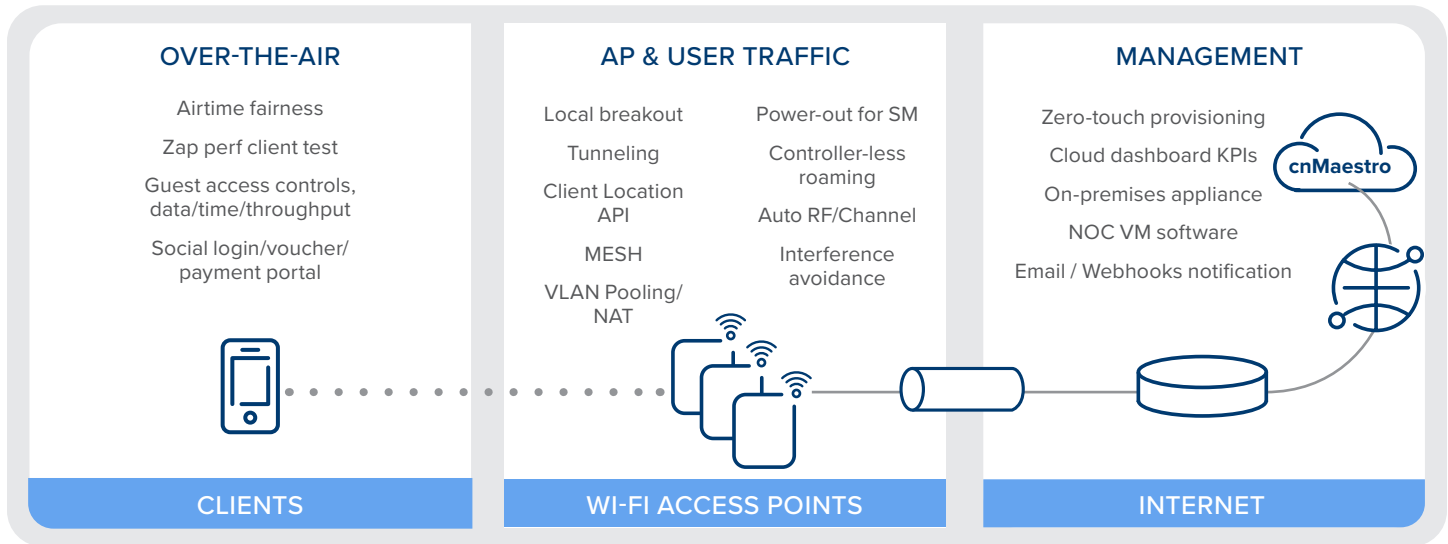 OVER-THE-AIR
Airtime fairness
Zap perf client test
Guest access controls,
data/time/throughput
Social login/voucher/
payment portal
CLIENTS
AP & USER TRAFFIC
Local breakout
Tunneling
Client Location
API
MESH
VLAN Pooling/
NAT
Power-out for SM
Controller-less
roaming
Auto RF/Channel
Interference
avoidance
WI-FI ACCESS POINTS
MANAGEMENT
Zero-touch provisioning
Cloud dashboard KPIs
On-premises appliance
NOC VM software
Email / Webhooks notification
cnMaestro
INTERNET